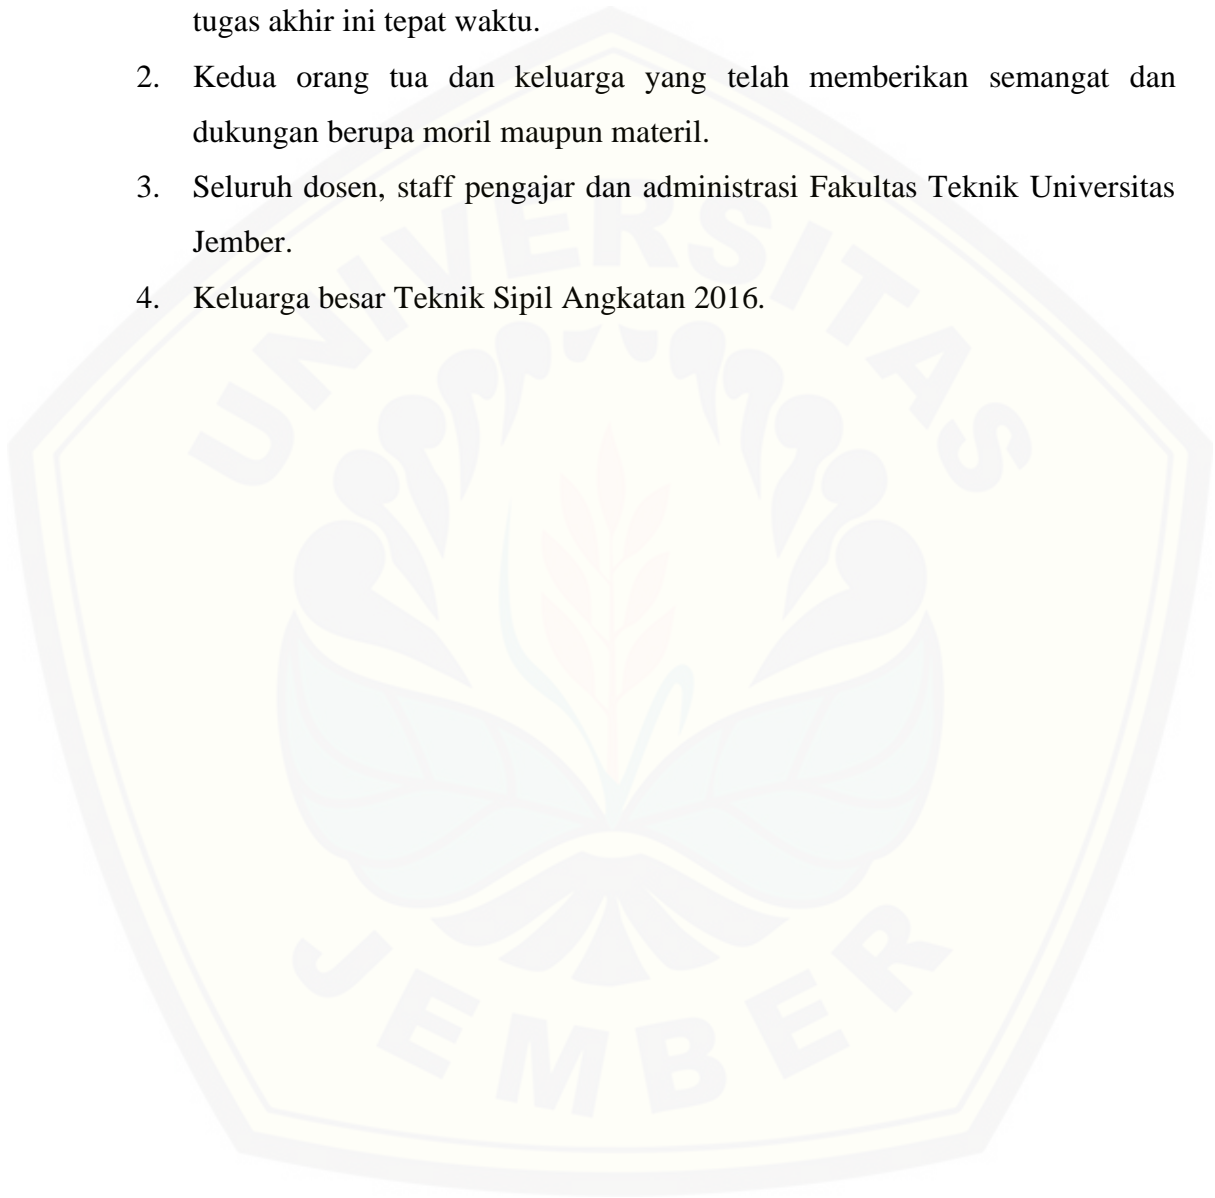 tugas akhir ini tepat waktu.
2. Kedua orang tua dan keluarga yang telah memberikan semangat dan
dukungan berupa moril maupun materil.
3. Seluruh dosen, staff pengajar dan administrasi Fakultas Teknik Universitas
Jember.
4. Keluarga besar Teknik Sipil Angkatan 2016.
UNIVERSITAS
JEMBER